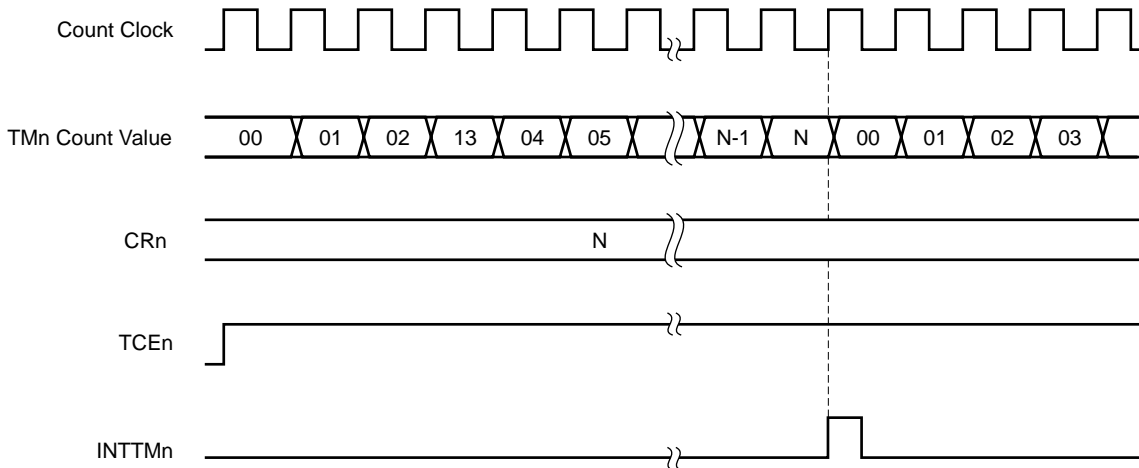 Count Clock
TMn Count Value 00 01 02 13 04 05 N-1 N 00 01 02 03
CRn N
TCEn
INTTMn